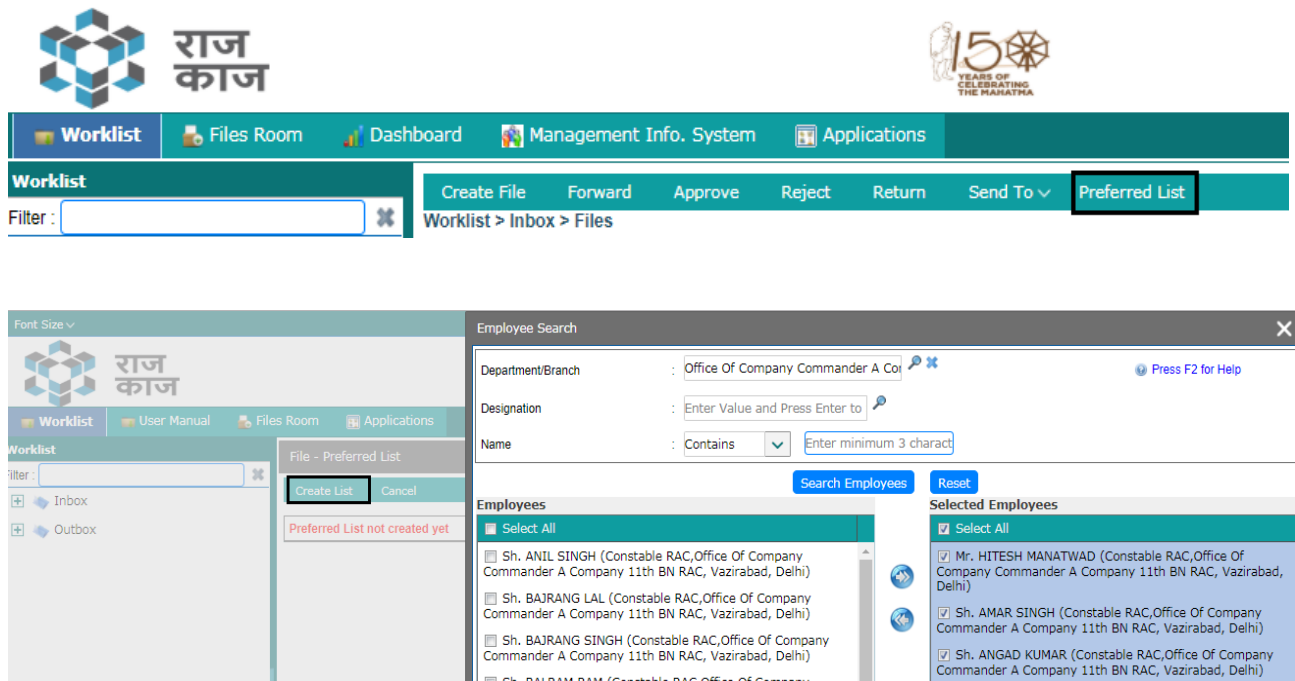 राज
काज
150
YEARS OF
CELEBRATING
THE MAHATMA
Worklist Files Room Dashboard Management Info. System Applications
Worklist
Create File Forward Approve Reject Return Send To Preferred List
Filter :
Worklist > Inbox > Files
Font Size
राज
काज
Worklist User Manual Files Room Applications
Worklist
Filter :
Inbox
Outbox
File - Preferred List
Create List Cancel
Preferred List not created yet
Employee Search
Department/Branch : Office Of Company Commander A Co
Press F2 for Help
Designation : Enter Value and Press Enter to
Name : Contains Enter minimum 3 charact
Search Employees Reset
Employees
Select All
Sh. ANIL SINGH (Constable RAC,Office Of Company
Commander A Company 11th BN RAC, Vazirabad, Delhi)
Sh. BAJRANG LAL (Constable RAC,Office Of Company
Commander A Company 11th BN RAC, Vazirabad, Delhi)
Sh. BAJRANG SINGH (Constable RAC,Office Of Company
Commander A Company 11th BN RAC, Vazirabad, Delhi)
Sh. BALRAM RAM (Constable RAC,Office Of Company
Selected Employees
Select All
Mr. HITESH MANATWAD (Constable RAC,Office Of
Company Commander A Company 11th BN RAC, Vazirabad,
Delhi)
Sh. AMAR SINGH (Constable RAC,Office Of Company
Commander A Company 11th BN RAC, Vazirabad, Delhi)
Sh. ANGAD KUMAR (Constable RAC,Office Of Company
Commander A Company 11th BN RAC, Vazirabad, Delhi)